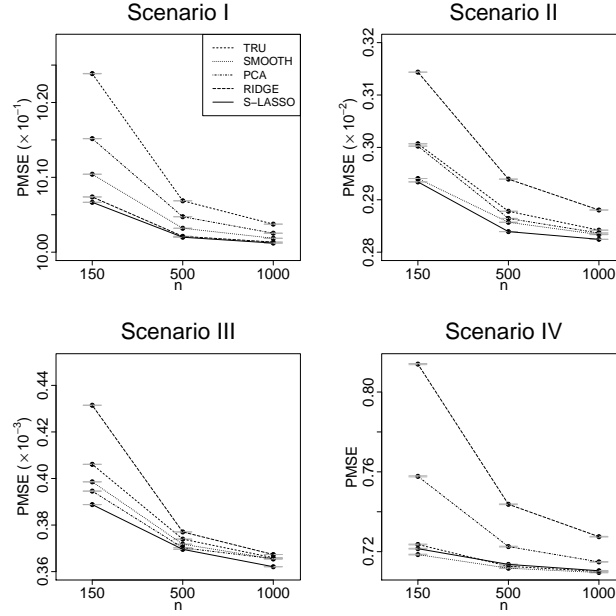 Scenario I
PMSE (× 10⁻¹)
10.00
10.10
10.20
TRU
SMOOTH
PCA
RIDGE
S-LASSO
150
500
1000
n
Scenario II
PMSE (× 10⁻²)
0.28
0.29
0.30
0.31
0.32
150
500
1000
n
Scenario III
PMSE (× 10⁻³)
0.36
0.38
0.40
0.42
0.44
150
500
1000
n
Scenario IV
PMSE
0.72
0.76
0.80
150
500
1000
n